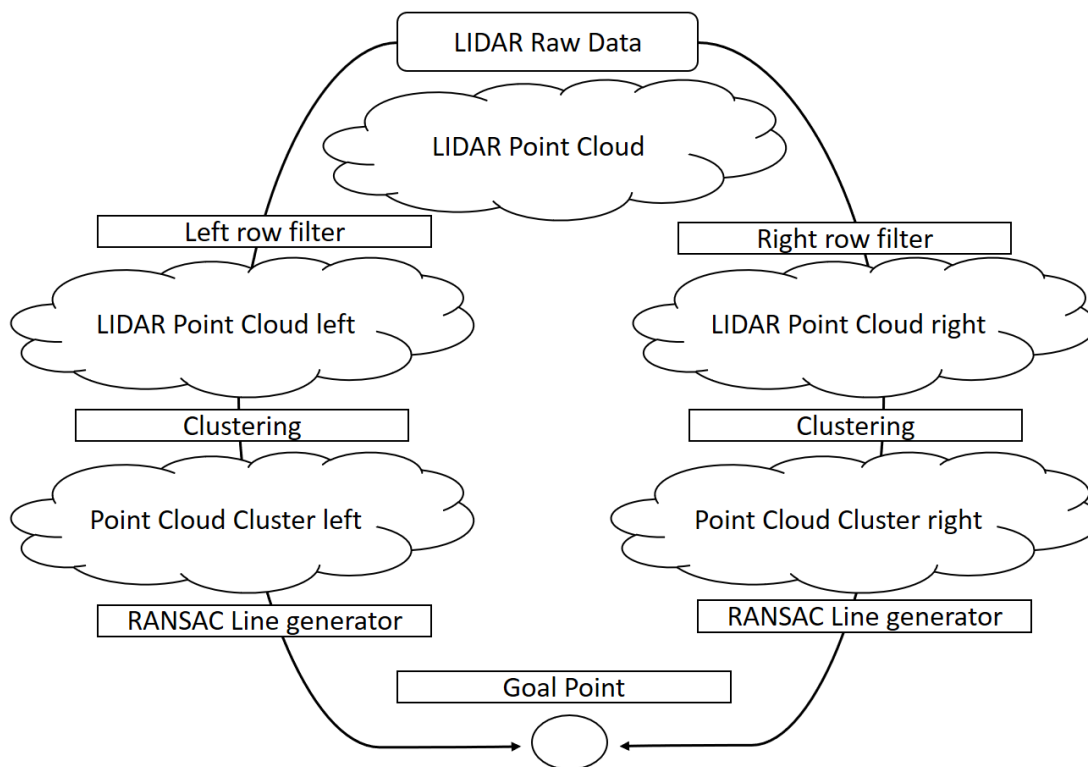 LIDAR Raw Data
LIDAR Point Cloud
Left row filter
Right row filter
LIDAR Point Cloud left
LIDAR Point Cloud right
Clustering
Clustering
Point Cloud Cluster left
Point Cloud Cluster right
RANSAC Line generator
RANSAC Line generator
Goal Point